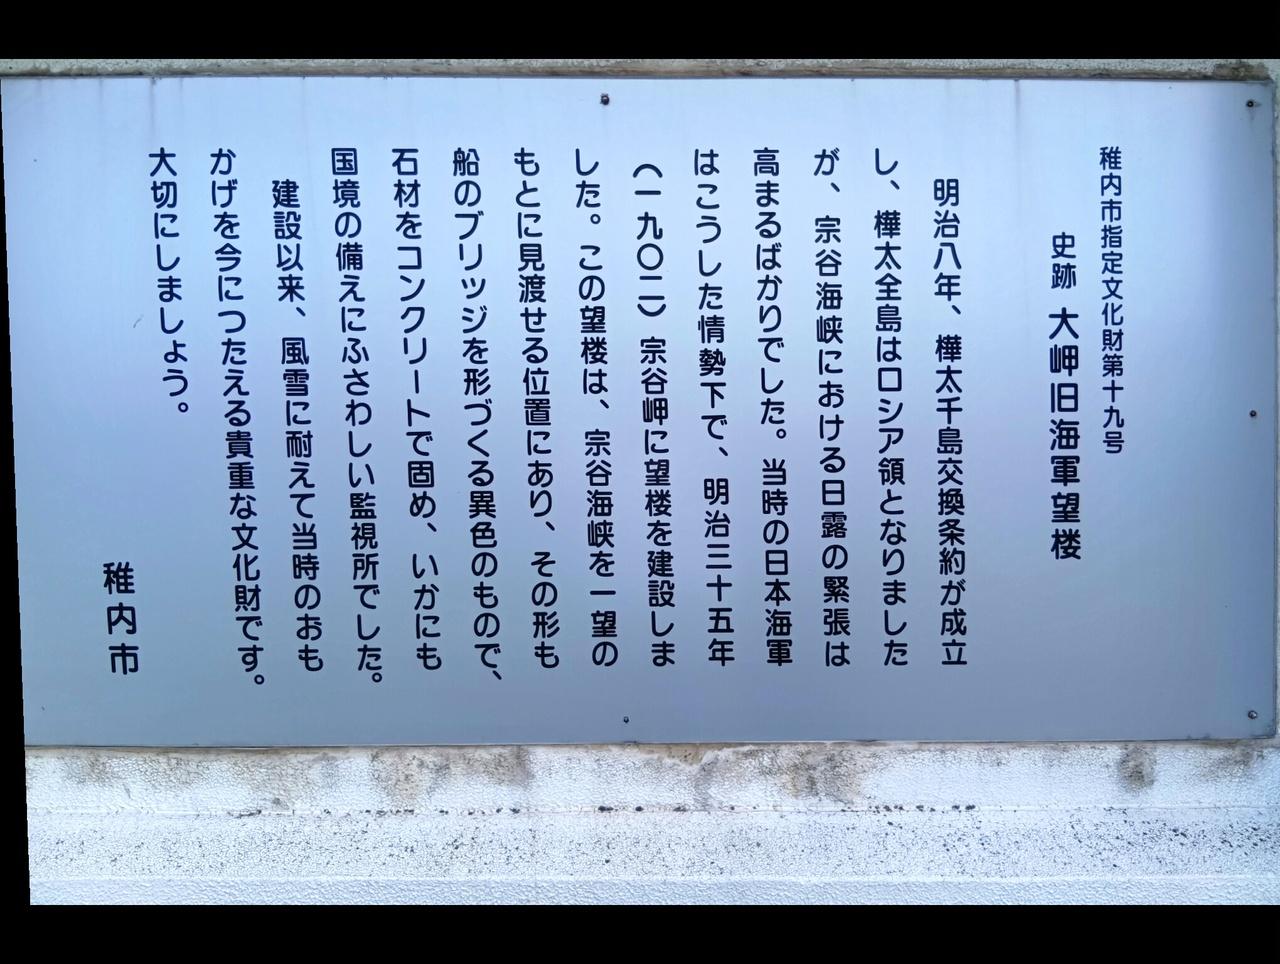 稚内市指定文化財第十九号
史跡 大岬旧海軍望楼
明治八年、樺太千島交換条約が成立
し、樺太全島はロシア領となりました
が、宗谷海峡における日露の緊張は
高まるばかりでした。当時の日本海軍
はこうした情勢下で、明治三十五年
(一九〇二)宗谷岬に望楼を建設しま
した。この望楼は、宗谷海峡を一望の
もとに見渡せる位置にあり、その形も
船のブリッジを形づくる異色のもので、
石材をコンクリートで固め、いかにも
国境の備えにふさわしい監視所でした。
建設以来、風雪に耐えて当時のおも
かげを今につたえる貴重な文化財です。
大切にしましょう。
稚内市